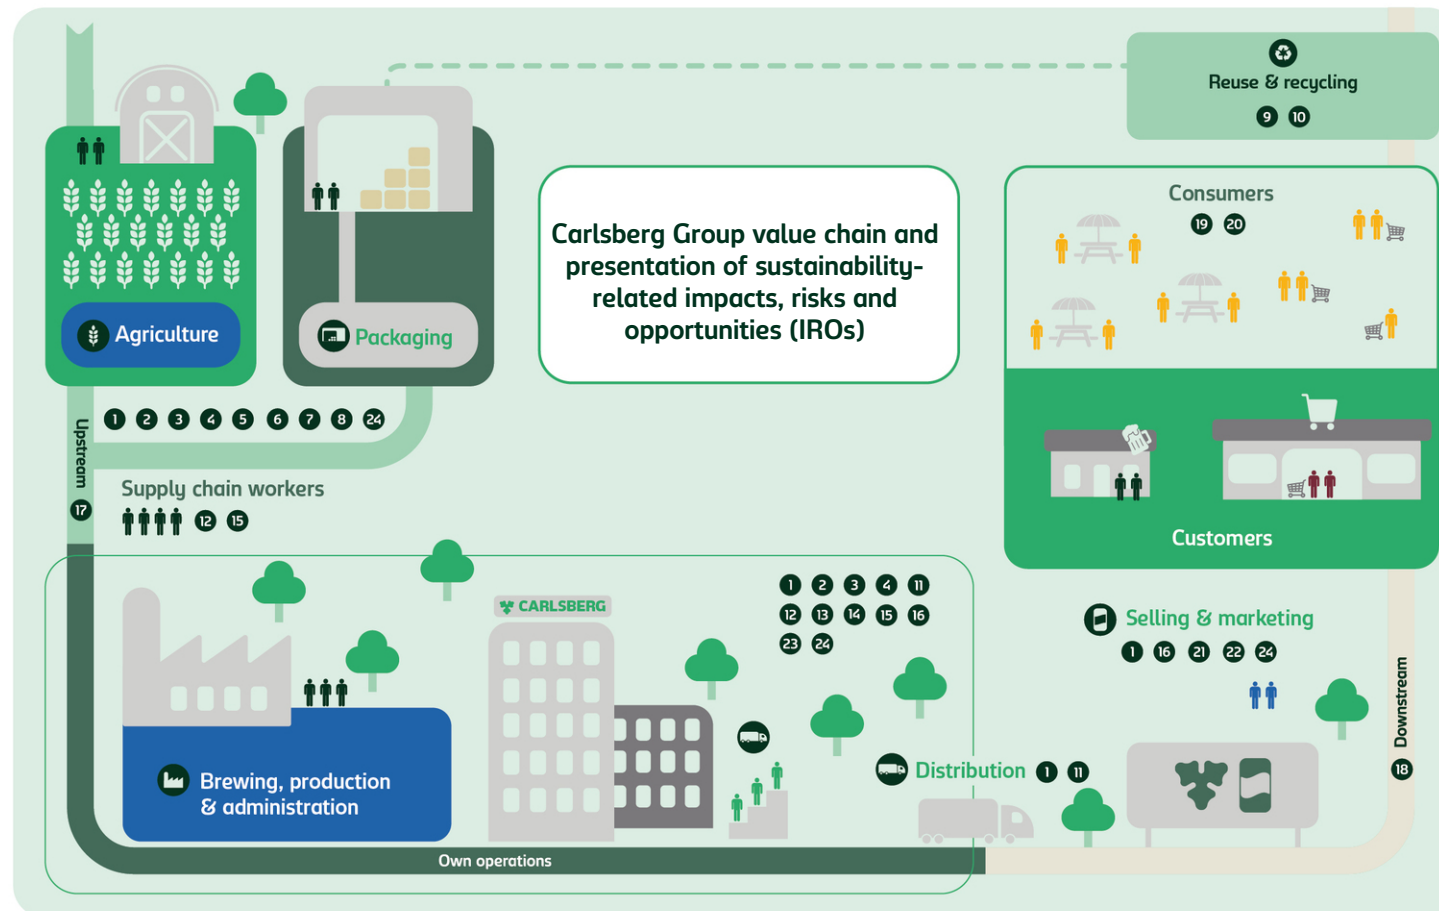 Reuse & recycling
9 10
Carlsberg Group value chain and
presentation of sustainability-
related impacts, risks and
opportunities (IROs)
Consumers
19 20
Agriculture
Packaging
1 2 3 4 5 6 7 8 24
Upstream
17
Supply chain workers
12 15
Customers
CARLSBERG
1 2 3 4 11
12 13 14 15 16
23 24
Selling & marketing
1 16 21 22 24
Downstream
18
Brewing, production
& administration
Distribution 1 11
Own operations